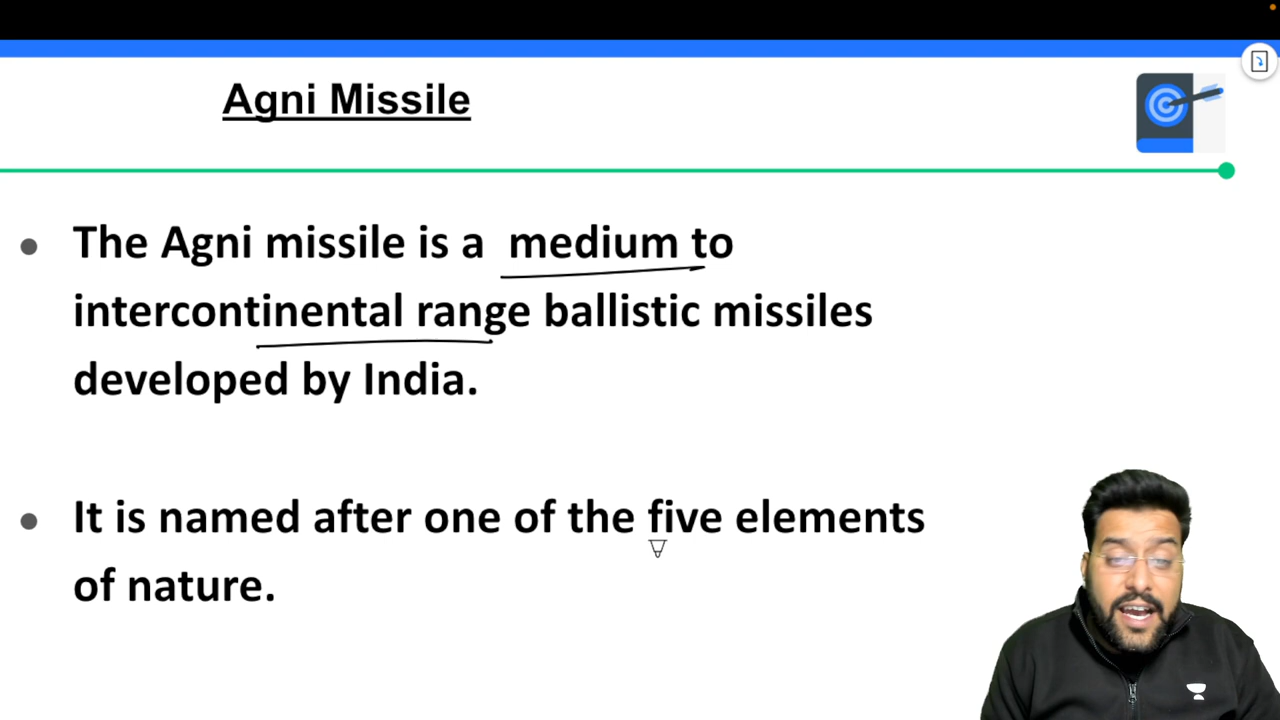 Agni Missile
The Agni missile is a medium to
intercontinental range ballistic missiles
developed by India.
It is named after one of the five elements
of nature.